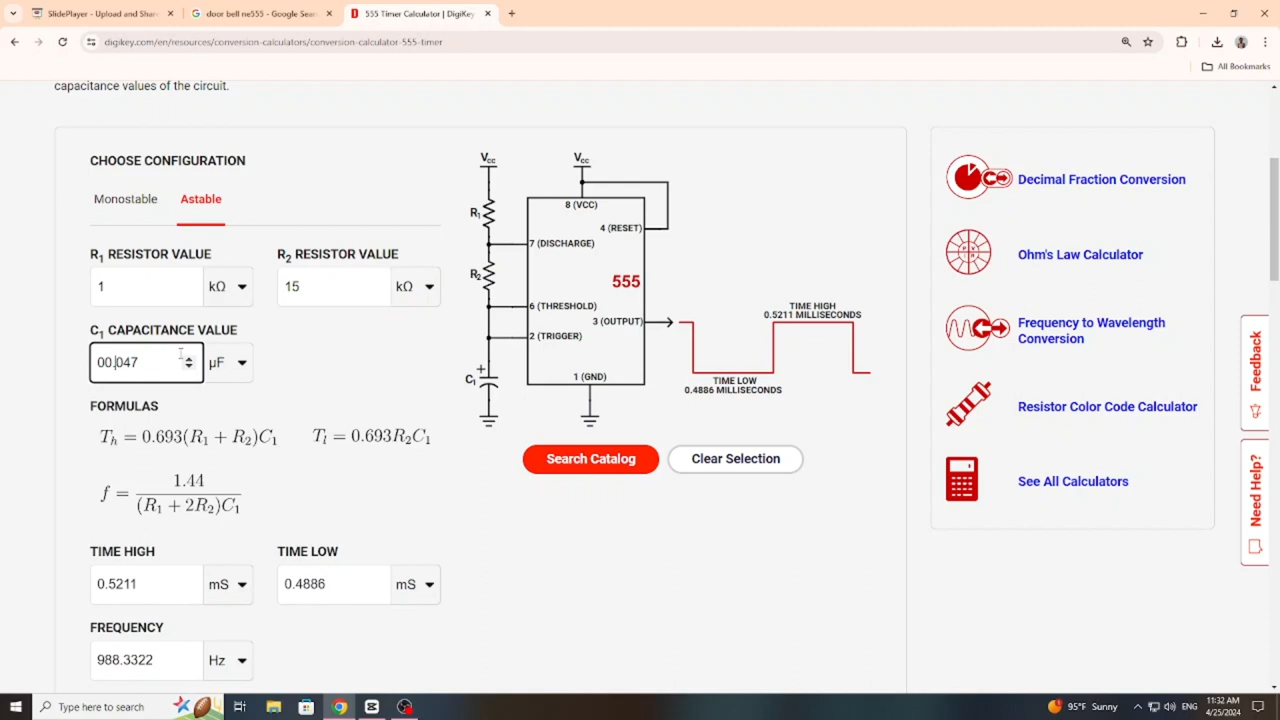 SlidePlayer - Upload and Shar
door bell ne555 - Google Sear
555 Timer Calculator | DigiKey
digikey.com/en/resources/conversion-calculators/conversion-calculator-555-timer
All Bookmarks
capacitance values of the circuit.
CHOOSE CONFIGURATION
Monostable
Astable
R1 RESISTOR VALUE
R2 RESISTOR VALUE
1
kΩ
15
kΩ
C1 CAPACITANCE VALUE
00.047
µF
FORMULAS
Th = 0.693(R1 + R2)C1
Tl = 0.693R2C1
f = 1.44 / (R1 + 2R2)C1
TIME HIGH
TIME LOW
0.5211
mS
0.4886
mS
FREQUENCY
988.3322
Hz
Vcc
Vcc
8 (VCC)
R1
4 (RESET)
7 (DISCHARGE)
R2
555
6 (THRESHOLD)
3 (OUTPUT)
2 (TRIGGER)
C1
+
1 (GND)
TIME HIGH
0.5211 MILLISECONDS
TIME LOW
0.4886 MILLISECONDS
Search Catalog
Clear Selection
Decimal Fraction Conversion
Ohm's Law Calculator
Frequency to Wavelength
Conversion
Resistor Color Code Calculator
See All Calculators
Feedback
Need Help?
Type here to search
95°F Sunny
ENG
11:32 AM
4/25/2024